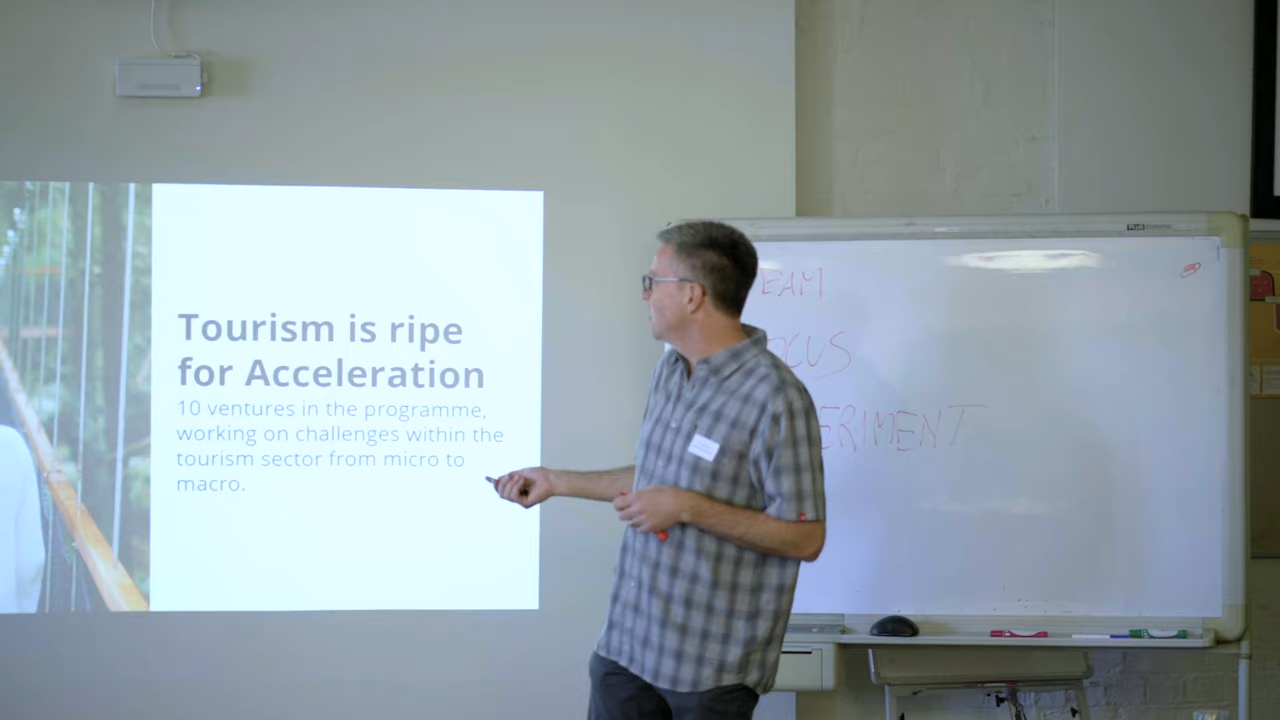 Tourism is ripe
for Acceleration
10 ventures in the programme,
working on challenges within the
tourism sector from micro to
macro.
PLUS
EAM
OCUS
ERIMENT